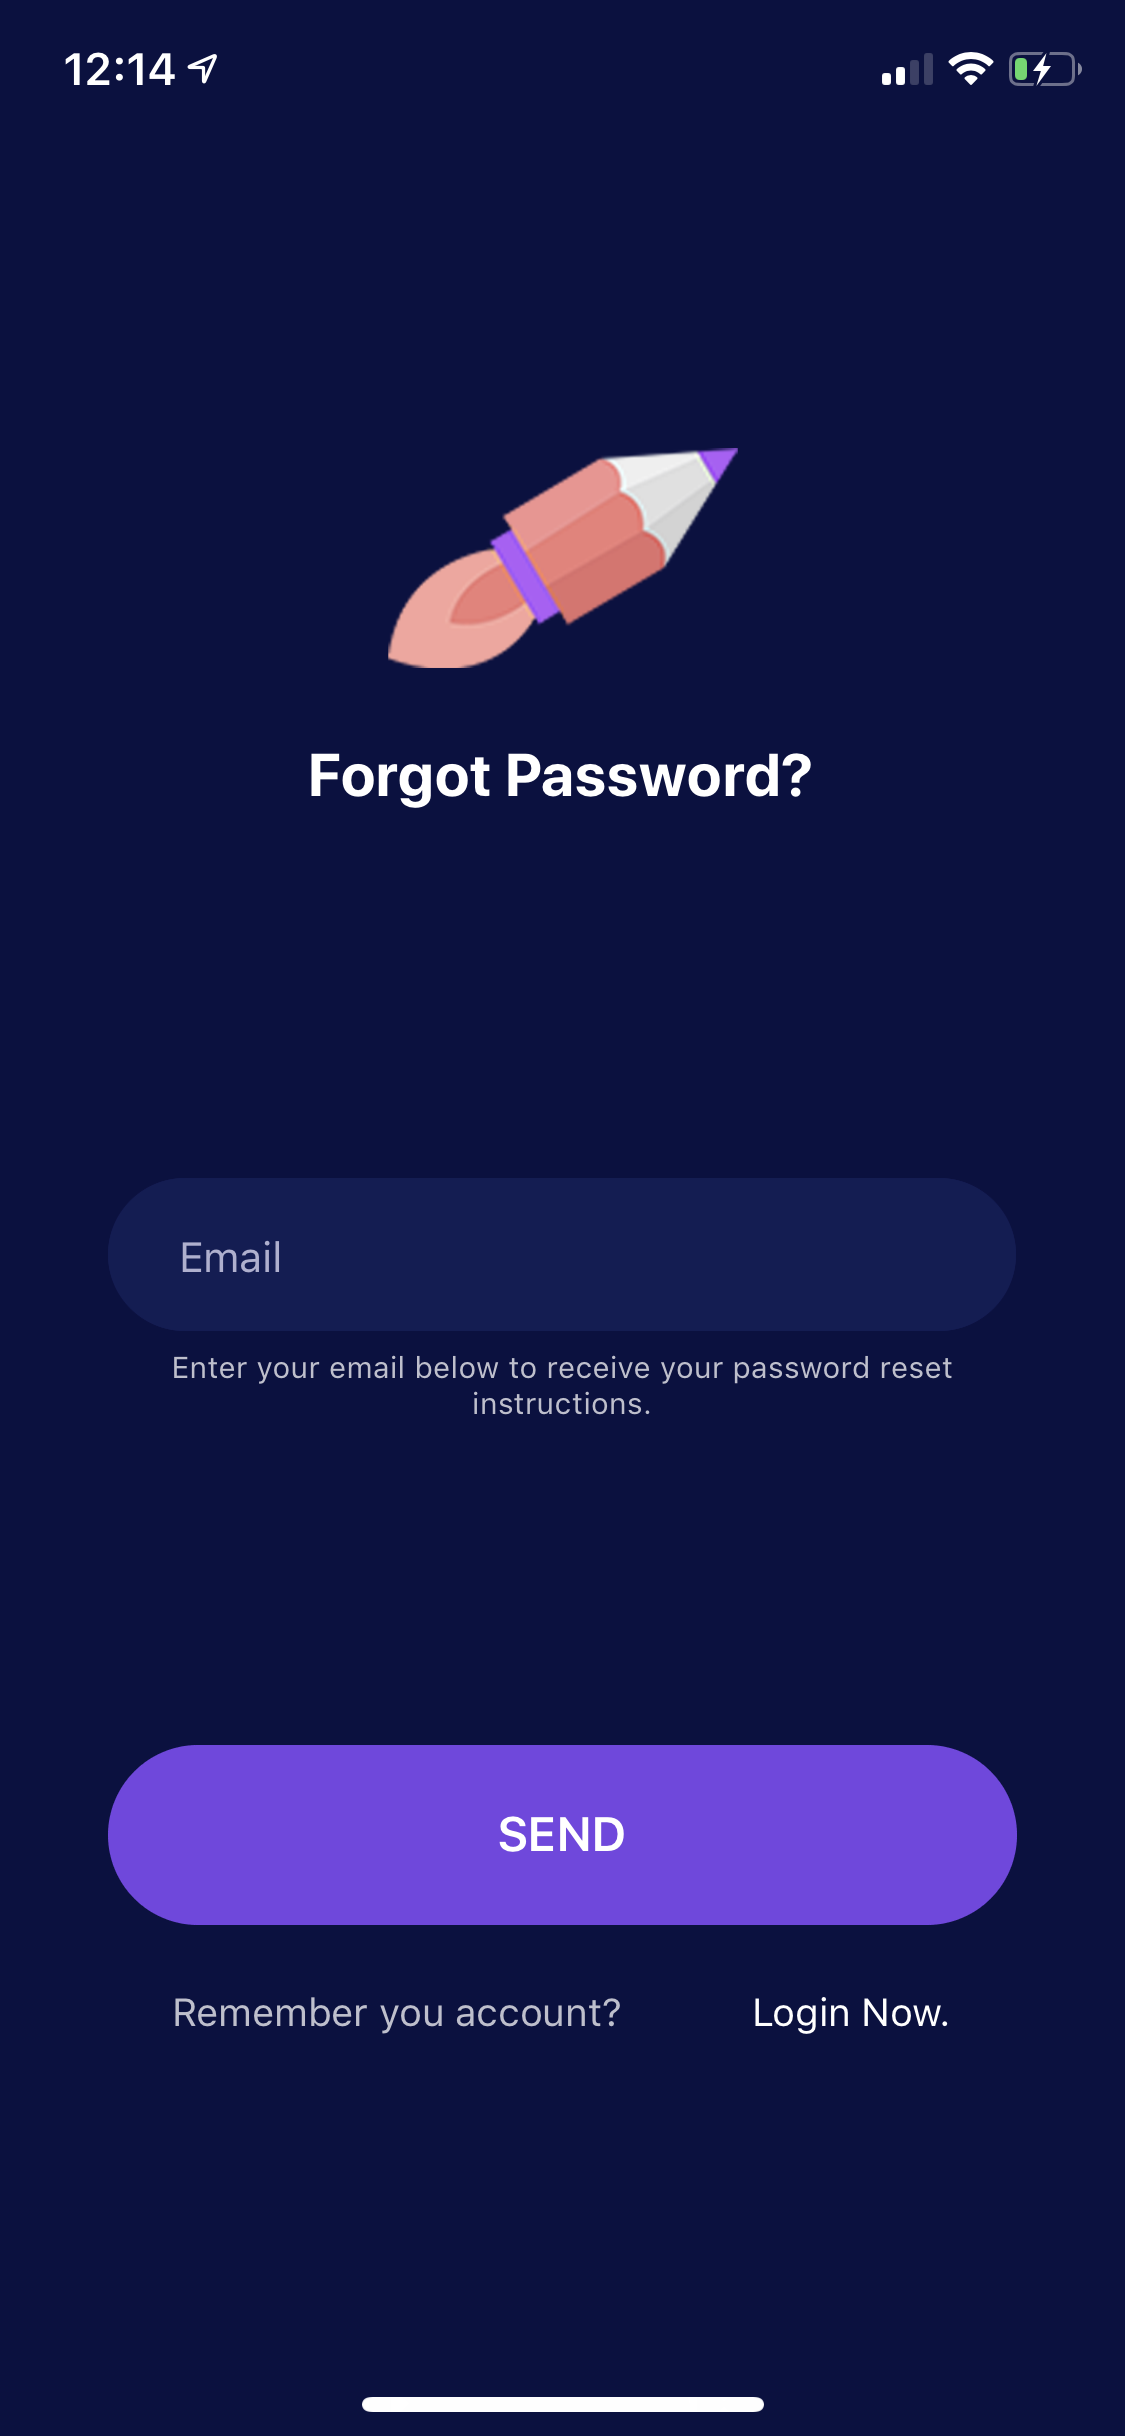 12:14
Forgot Password?
Email
Enter your email below to receive your password reset
instructions.
SEND
Remember you account? Login Now.